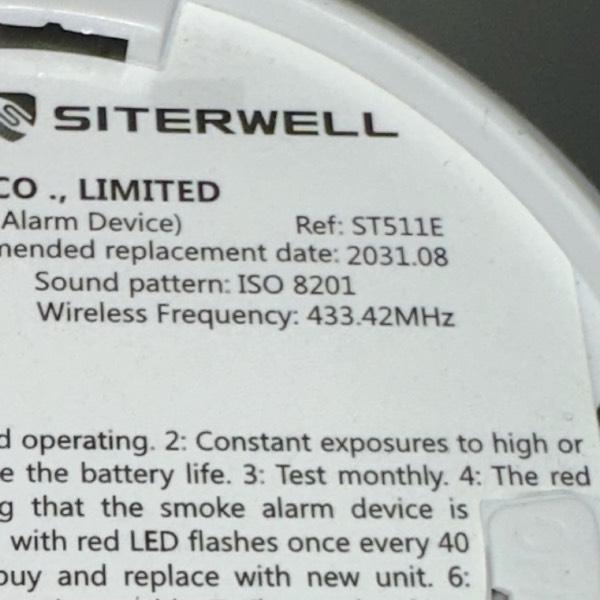 SITERWELL
CO ., LIMITED
Alarm Device)
Ref: ST511E
replacement date: 2031.08
Sound pattern: ISO 8201
Wireless Frequency: 433.42MHz
operating. 2: Constant exposures to high or
the battery life. 3: Test monthly. 4: The red
that the smoke alarm device is
with red LED flashes once every 40
buy and replace with new unit. 6: